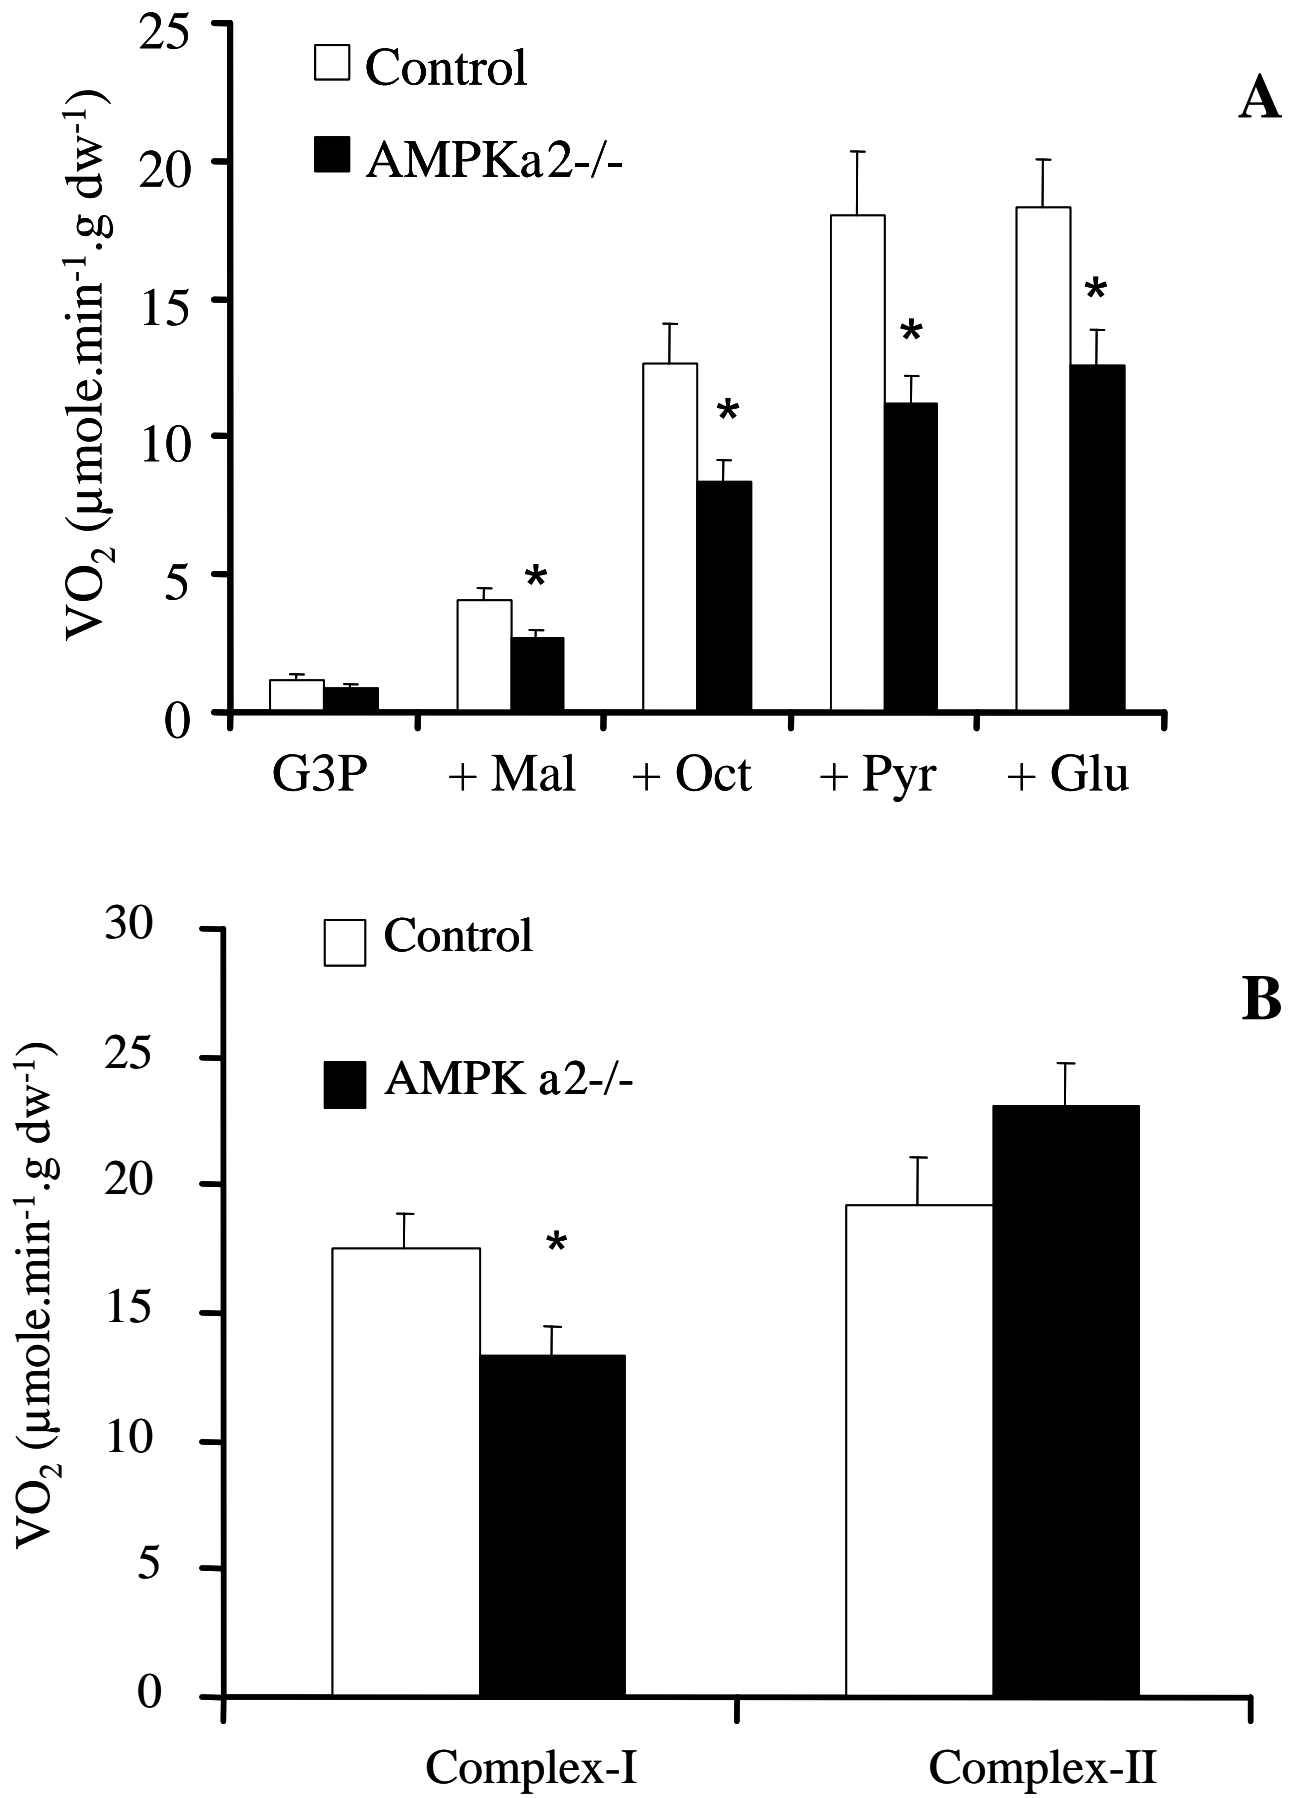 25
Control
A
AMPKa2-/-
20
15
10
5
0
VO₂ (µmole.min⁻¹.g dw⁻¹)
*
*
*
*
G3P + Mal + Oct + Pyr + Glu
30
Control
B
25
AMPK a2-/-
20
15
10
5
0
VO₂ (µmole.min⁻¹.g dw⁻¹)
*
Complex-I Complex-II